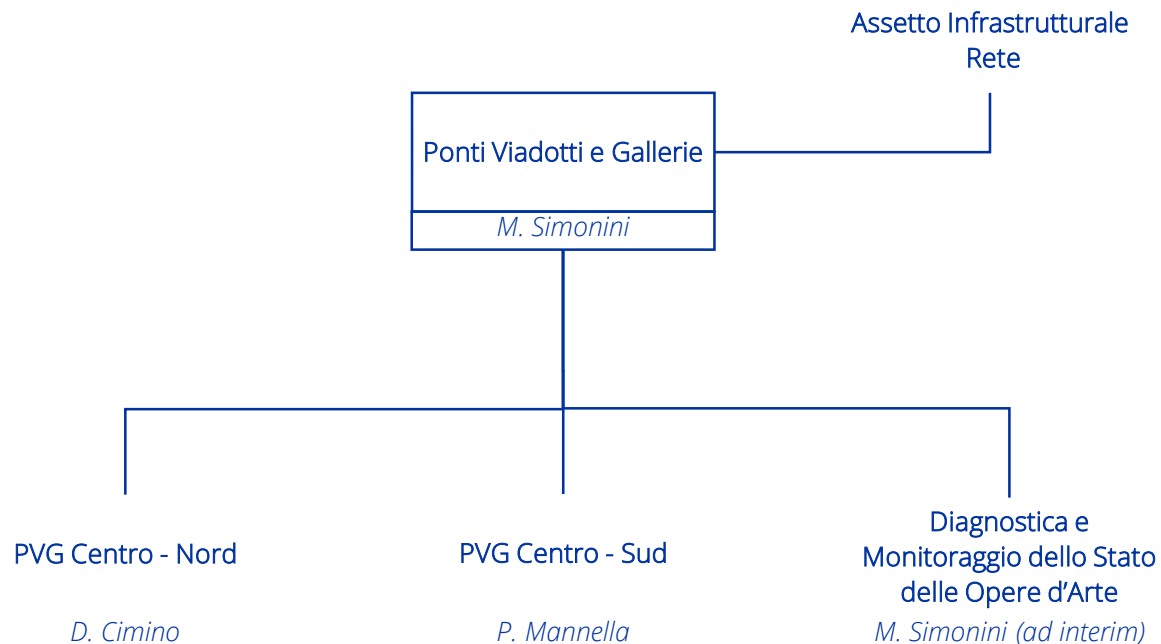 Assetto Infrastrutturale
Rete
Ponti Viadotti e Gallerie
M. Simonini
PVG Centro - Nord
D. Cimino
PVG Centro - Sud
P. Mannella
Diagnostica e
Monitoraggio dello Stato
delle Opere d’Arte
M. Simonini (ad interim)